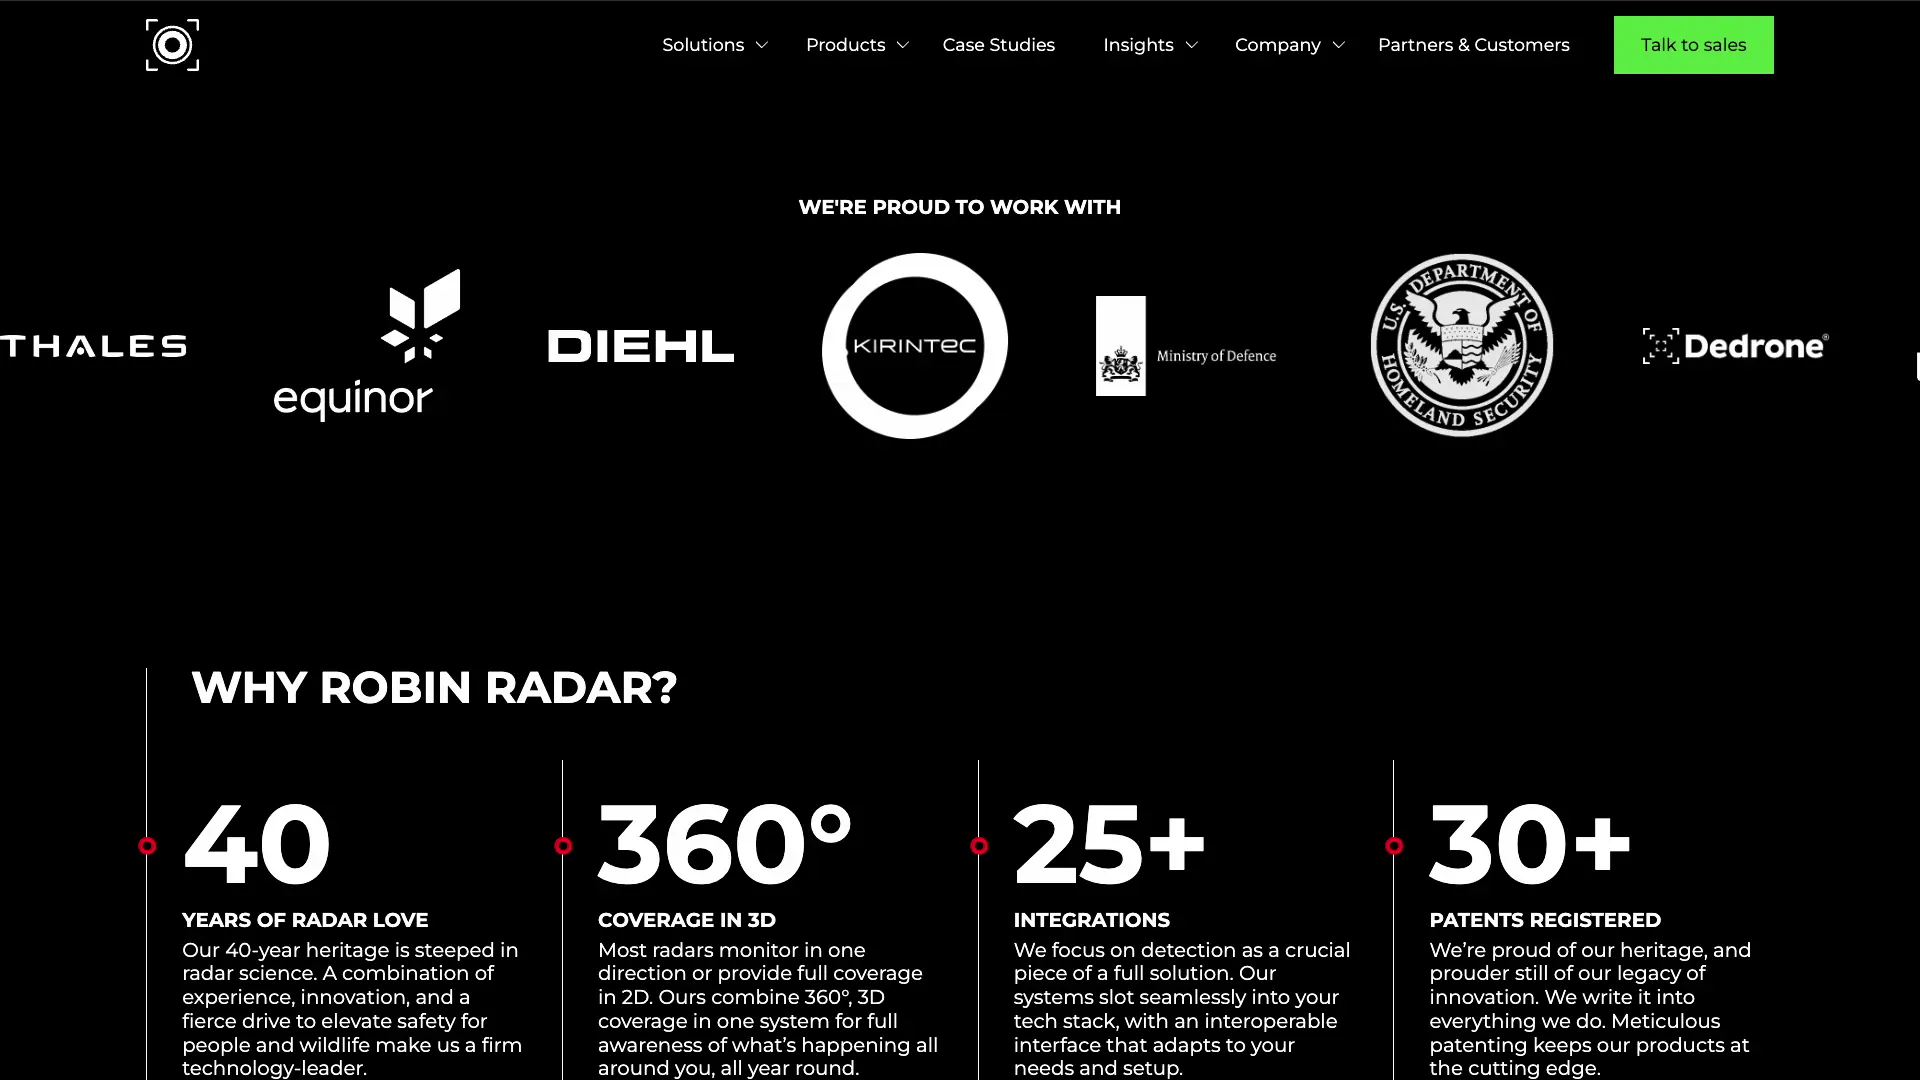 Solutions
Products
Case Studies
Insights
Company
Partners & Customers
Talk to sales
WE'RE PROUD TO WORK WITH
THALES
equinor
DIEHL
KIRINTEC
Ministry of Defence
U.S. DEPARTMENT OF
HOMELAND SECURITY
Dedrone®
WHY ROBIN RADAR?
40
YEARS OF RADAR LOVE
Our 40-year heritage is steeped in
radar science. A combination of
experience, innovation, and a
fierce drive to elevate safety for
people and wildlife make us a firm
technology-leader.
360°
COVERAGE IN 3D
Most radars monitor in one
direction or provide full coverage
in 2D. Ours combine 360°, 3D
coverage in one system for full
awareness of what’s happening all
around you, all year round.
25+
INTEGRATIONS
We focus on detection as a crucial
piece of a full solution. Our
systems slot seamlessly into your
tech stack, with an interoperable
interface that adapts to your
needs and setup.
30+
PATENTS REGISTERED
We’re proud of our heritage, and
prouder still of our legacy of
innovation. We write it into
everything we do. Meticulous
patenting keeps our products at
the cutting edge.